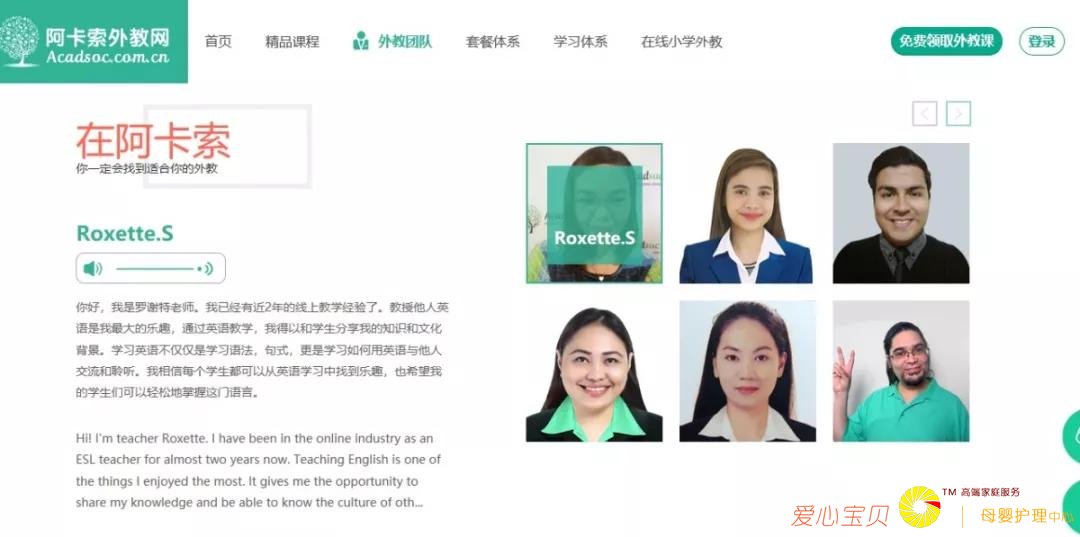 阿卡索外教网
Acadsoc.com.cn
首页
精品课程
外教团队
套餐体系
学习体系
在线小学外教
免费领取外教课
登录
在阿卡索
你一定会找到适合你的外教
Roxette.S
你好，我是罗谢特老师。我已经有近2年的线上教学经验了。教授他人英
语是我最大的乐趣，通过英语教学，我得以和学生分享我的知识和文化
背景。学习英语不仅仅是学习语法，句式，更是学习如何用英语与他人
交流和聆听。我相信每个学生都可以从英语学习中找到乐趣，也希望我
的学生们可以轻松地掌握这门语言。
Hi! I'm teacher Roxette. I have been in the online industry as an
ESL teacher for almost two years now. Teaching English is one of
the things I enjoyed the most. It gives me the opportunity to
share my knowledge and be able to know the culture of oth...
Roxette.S
爱心宝贝
TM 高端家庭服务
母婴护理中心